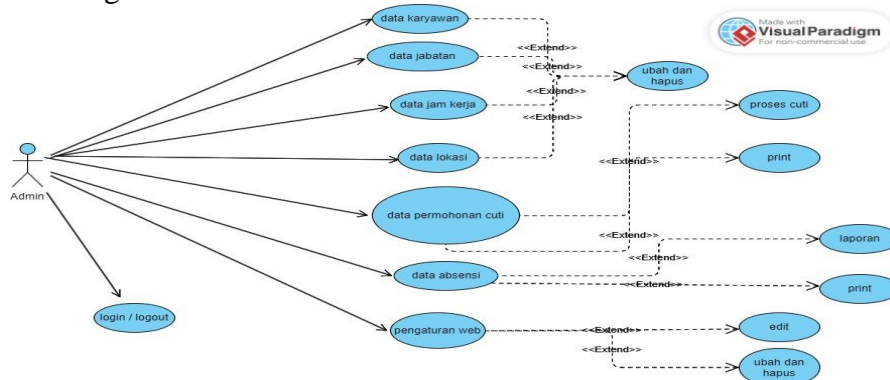 data karyawan
Made with
Visual Paradigm
For non-commercial use
<<Extend>>
data jabatan
<<Extend>>
ubah dan
hapus
<<Extend>>
data jam kerja
proses cuti
<<Extend>>
data lokasi
<<Extend>>
print
Admin
data permohonan cuti
<<Extend>>
laporan
<<Extend>>
data absensi
<<Extend>>
print
login / logout
pengaturan web
<<Extend>>
edit
<<Extend>>
ubah dan
hapus